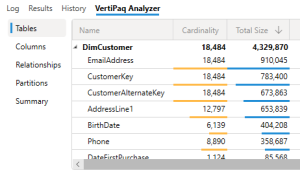 Log Results History VertiPaq Analyzer
Tables Name Cardinality Total Size ↓
Columns DimCustomer 18,484 4,329,870
EmailAddress 18,484 910,045
Relationships CustomerKey 18,484 783,400
Partitions CustomerAlternateKey 18,484 673,863
Summary AddressLine1 12,797 653,839
BirthDate 6,139 404,208
Phone 8,890 358,687
DateFirstPurchase 1,124 85,568